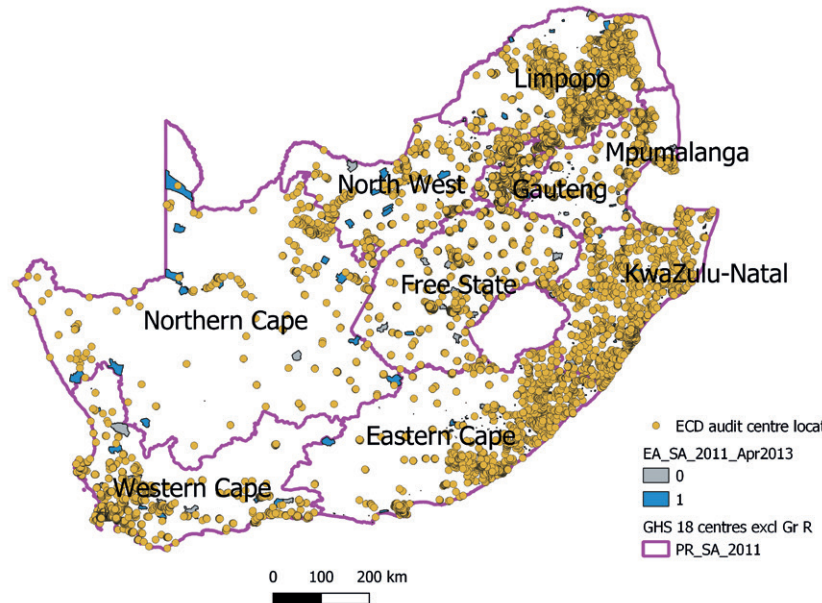 Limpopo
Mpumalanga
North West
Gauteng
Free State
KwaZulu-Natal
Northern Cape
Eastern Cape
Western Cape
ECD audit centre locat
EA_SA_2011_Apr2013
0
1
GHS 18 centres excl Gr R
PR_SA_2011
0 100 200 km